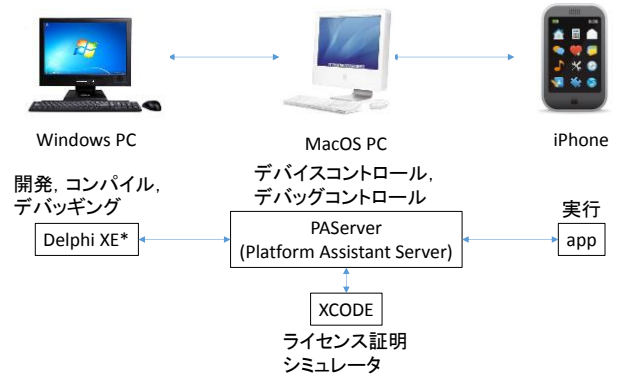 Windows PC
MacOS PC
iPhone
開発, コンパイル,
デバッギング
デバイスコントロール,
デバッグコントロール
実行
Delphi XE*
PAServer
(Platform Assistant Server)
app
XCODE
ライセンス証明
シミュレータ